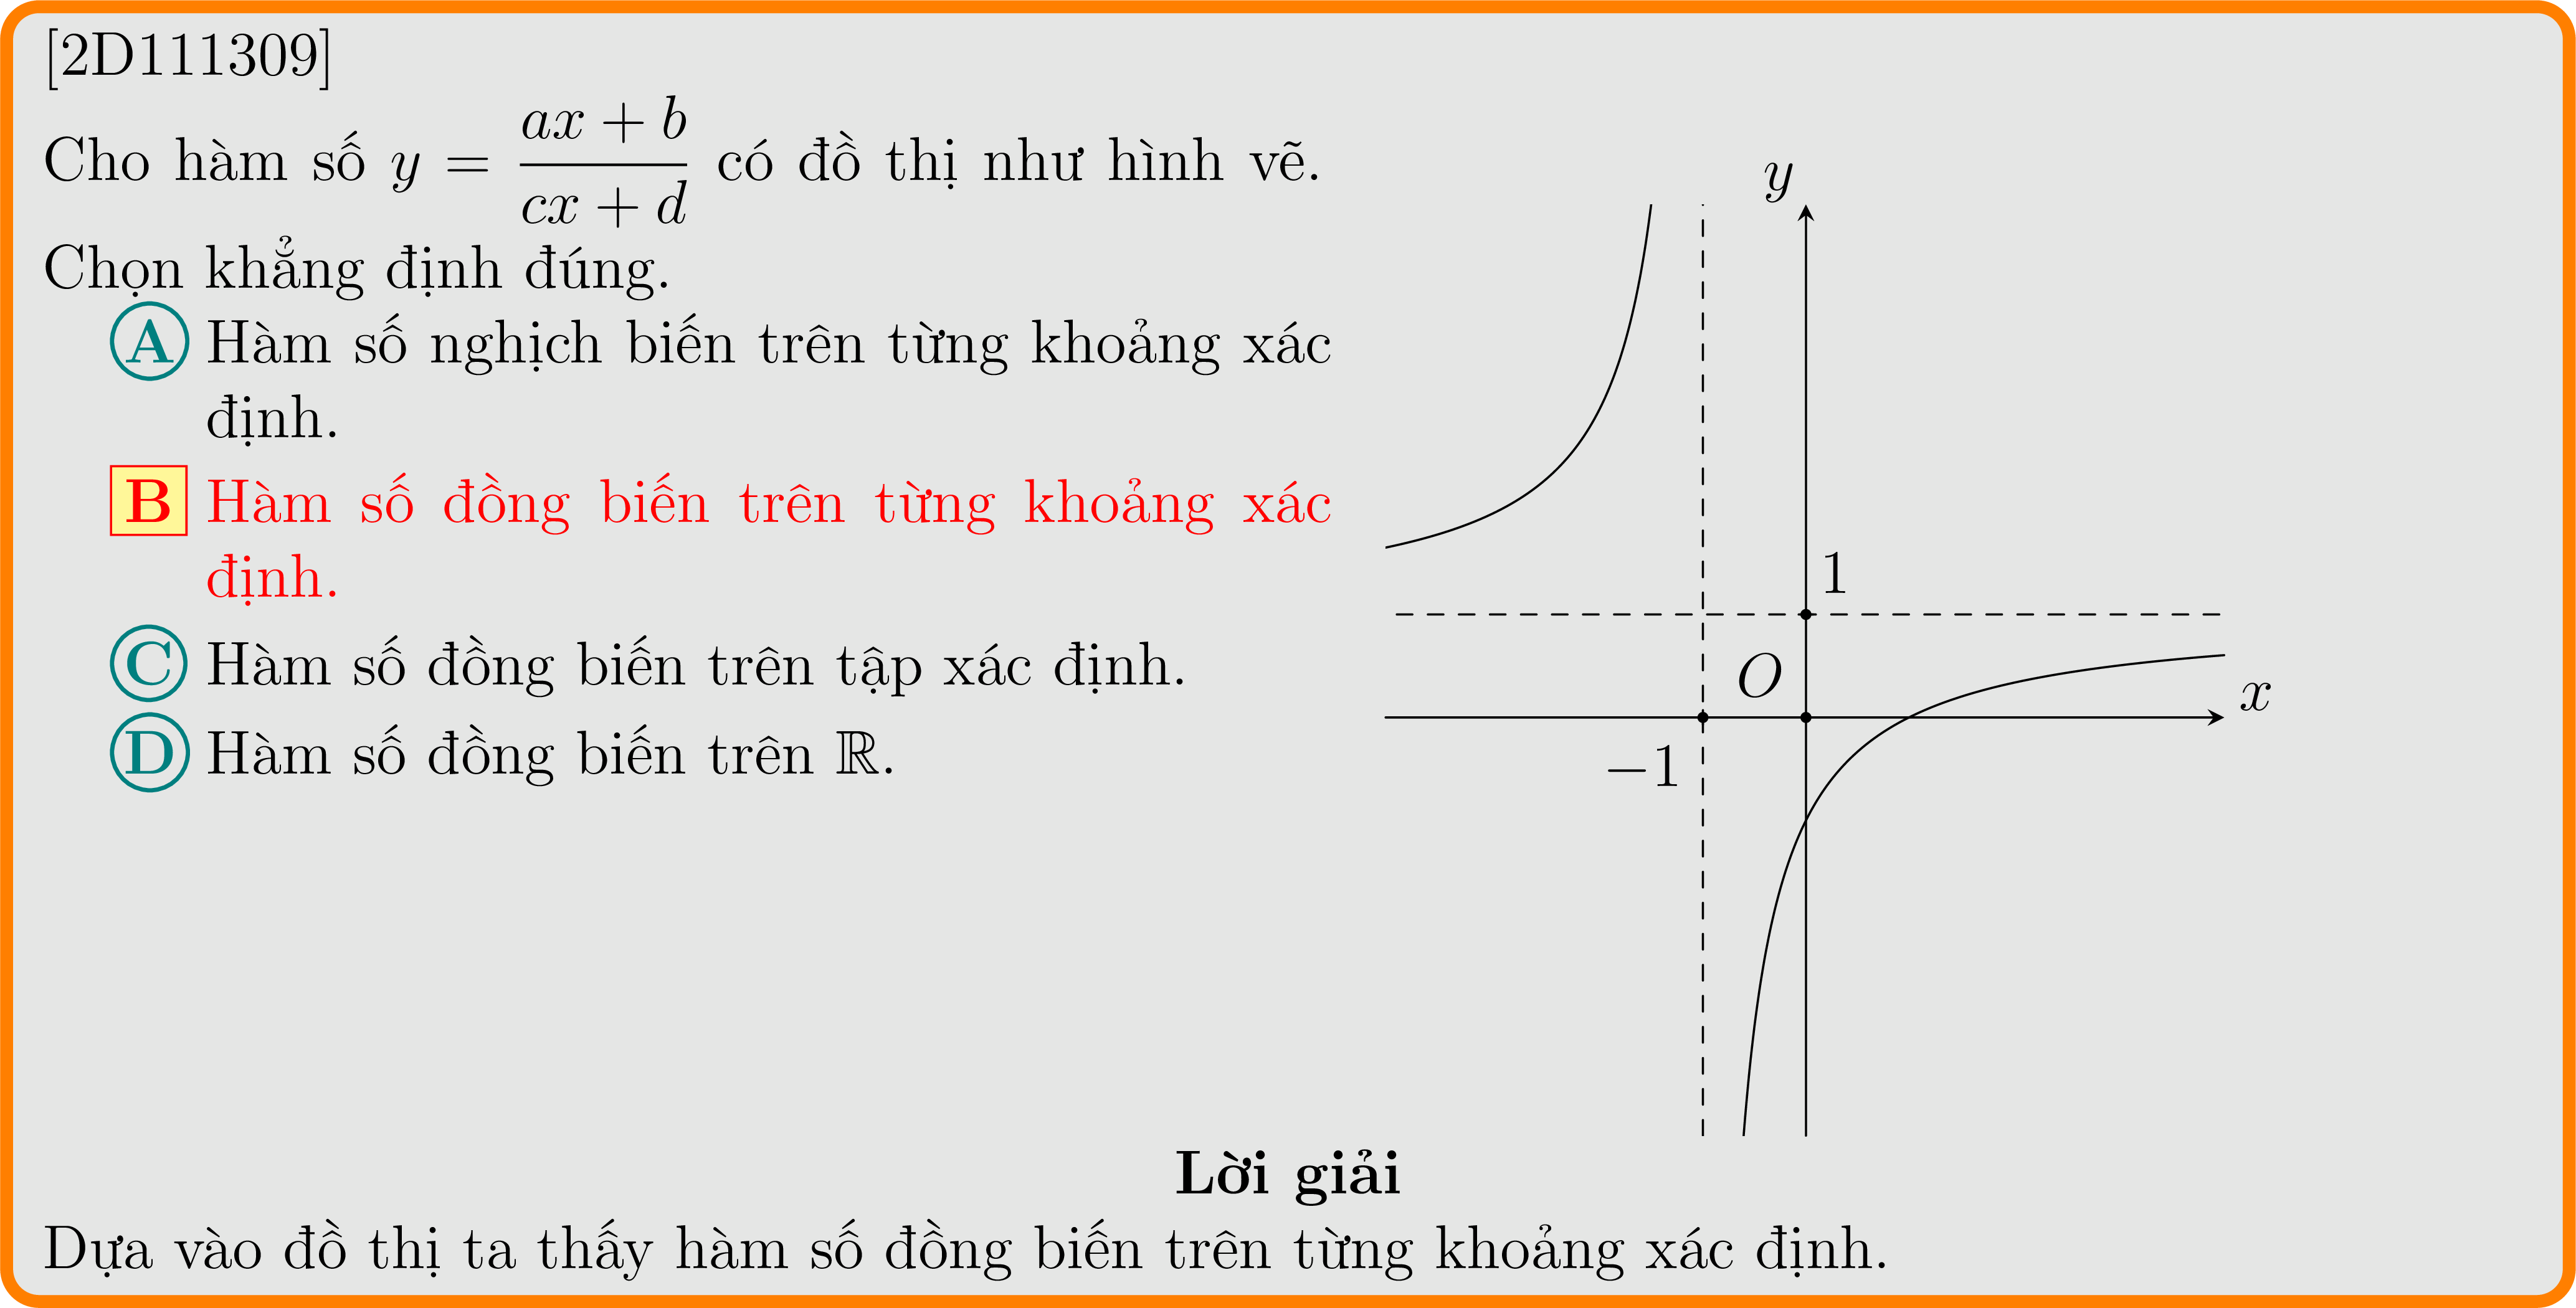 [2D111309]
Cho hàm số $y = \dfrac{ax + b}{cx + d}$ có đồ thị như hình vẽ.
Chọn khẳng định đúng.
A Hàm số nghịch biến trên từng khoảng xác
định.
B Hàm số đồng biến trên từng khoảng xác
định.
C Hàm số đồng biến trên tập xác định.
D Hàm số đồng biến trên ℝ.
y
1
O
x
−1
Lời giải
Dựa vào đồ thị ta thấy hàm số đồng biến trên từng khoảng xác định.